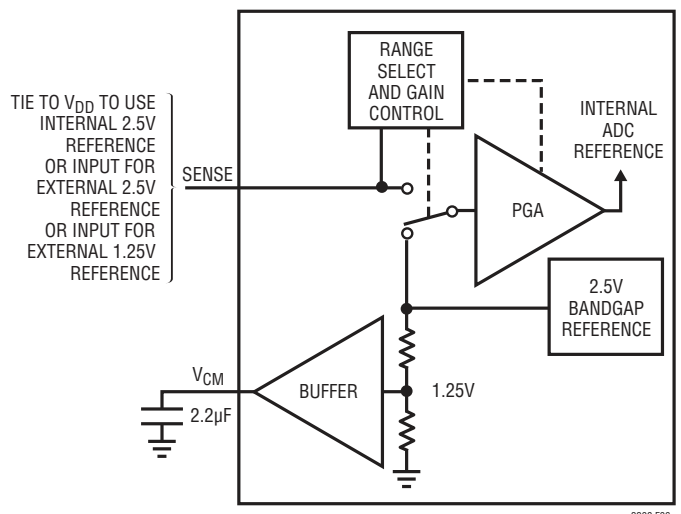 RANGE
SELECT
AND GAIN
CONTROL
TIE TO VDD TO USE
INTERNAL 2.5V
REFERENCE
OR INPUT FOR
EXTERNAL 2.5V
REFERENCE
OR INPUT FOR
EXTERNAL 1.25V
REFERENCE
SENSE
INTERNAL
ADC
REFERENCE
PGA
2.5V
BANDGAP
REFERENCE
VCM
BUFFER
1.25V
2.2µF